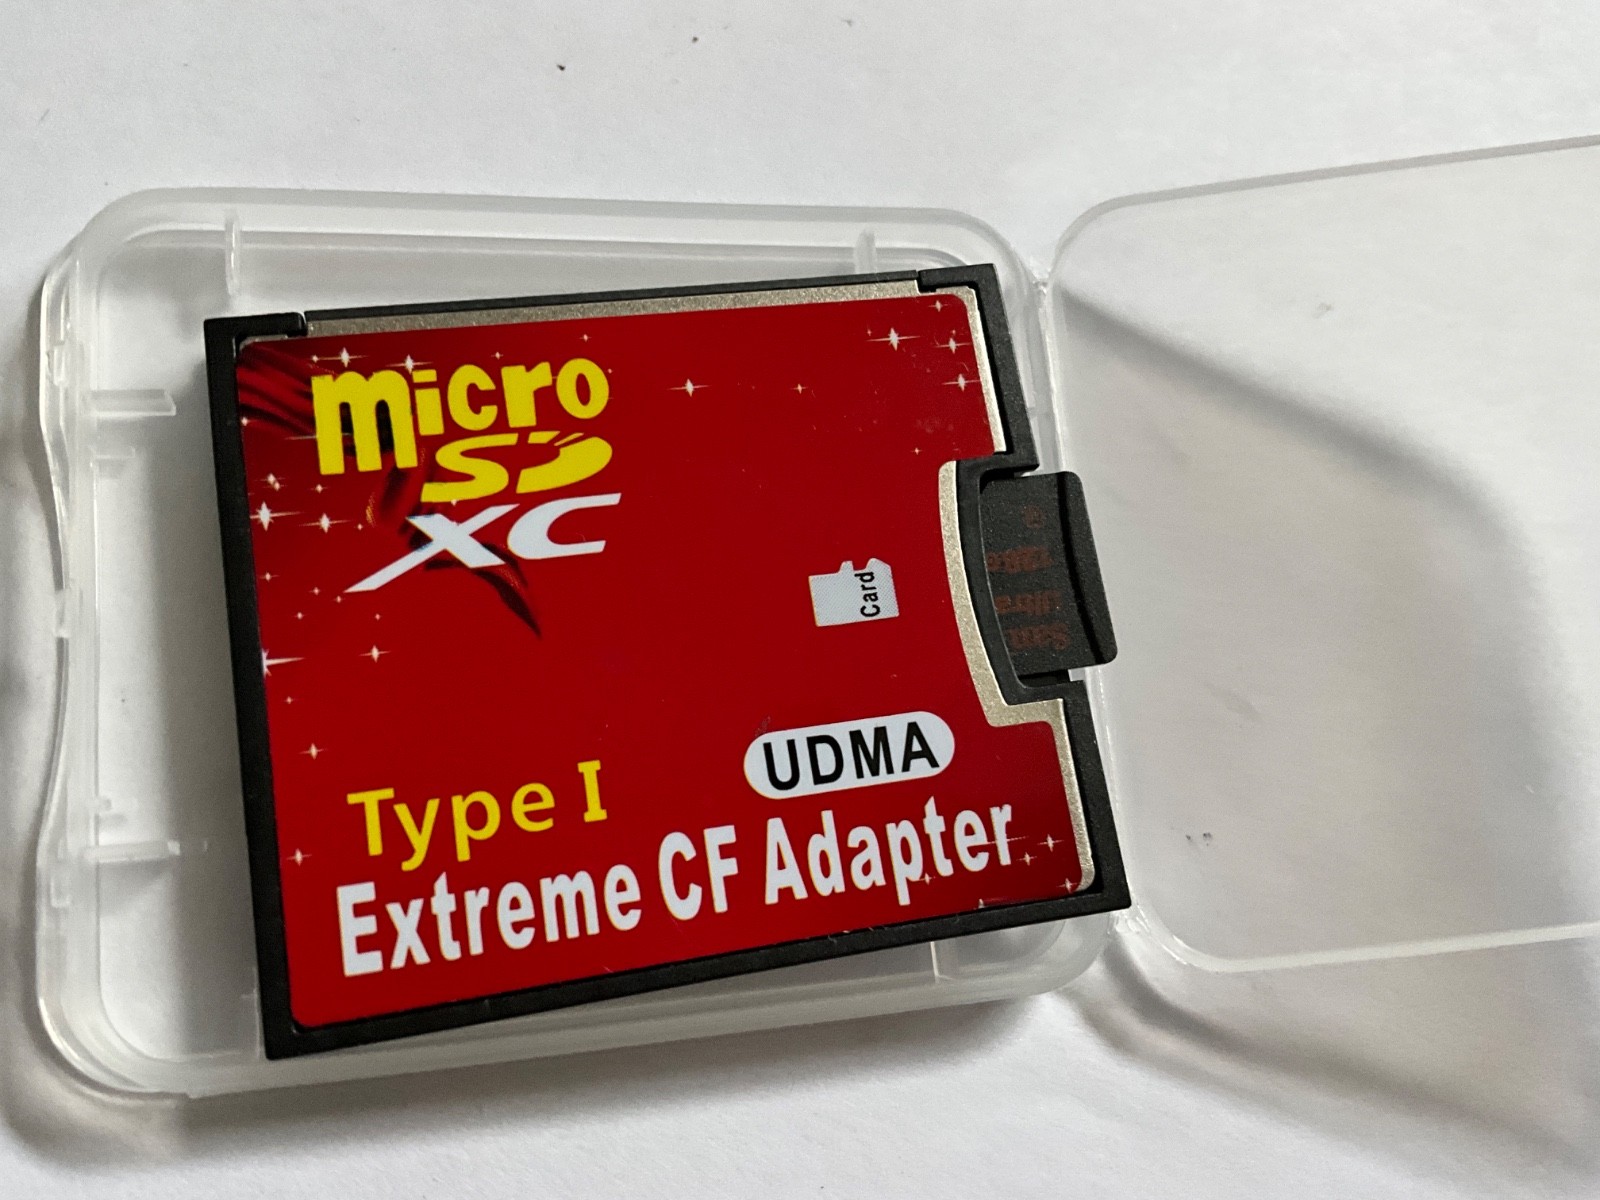 micro
SD
XC
Card
UDMA
Type I
Extreme CF Adapter